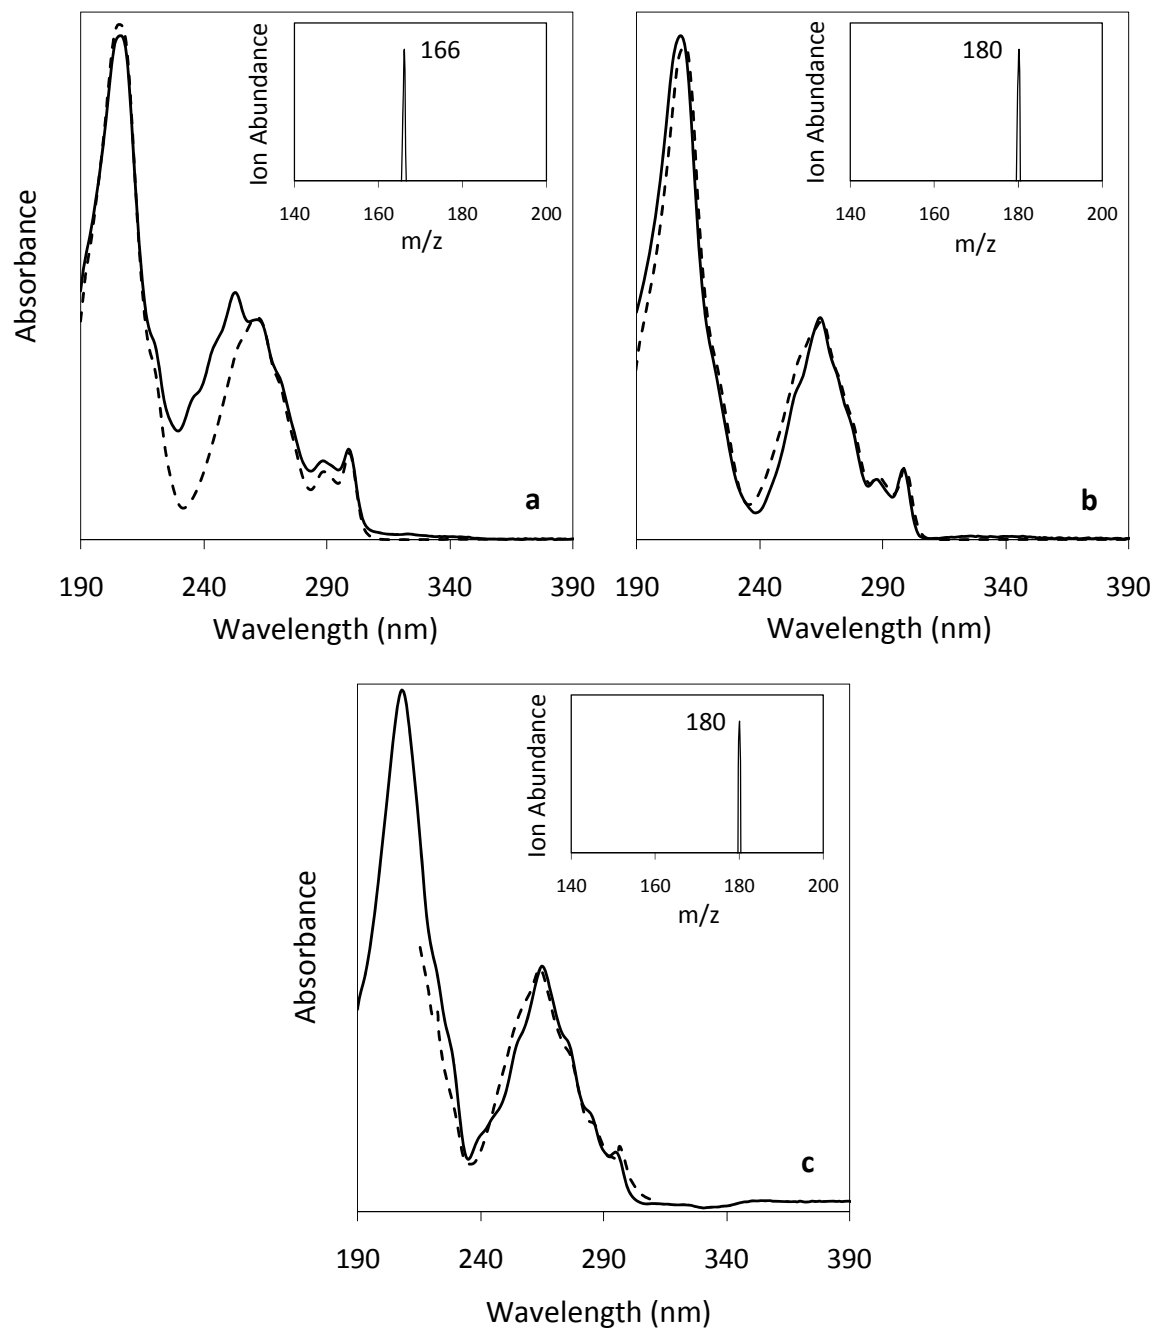 Absorbance
Ion Abundance
166
140 160 180 200
m/z
a
190 240 290 340 390
Wavelength (nm)
Ion Abundance
180
140 160 180 200
m/z
b
190 240 290 340 390
Wavelength (nm)
Absorbance
Ion Abundance
180
140 160 180 200
m/z
c
190 240 290 340 390
Wavelength (nm)